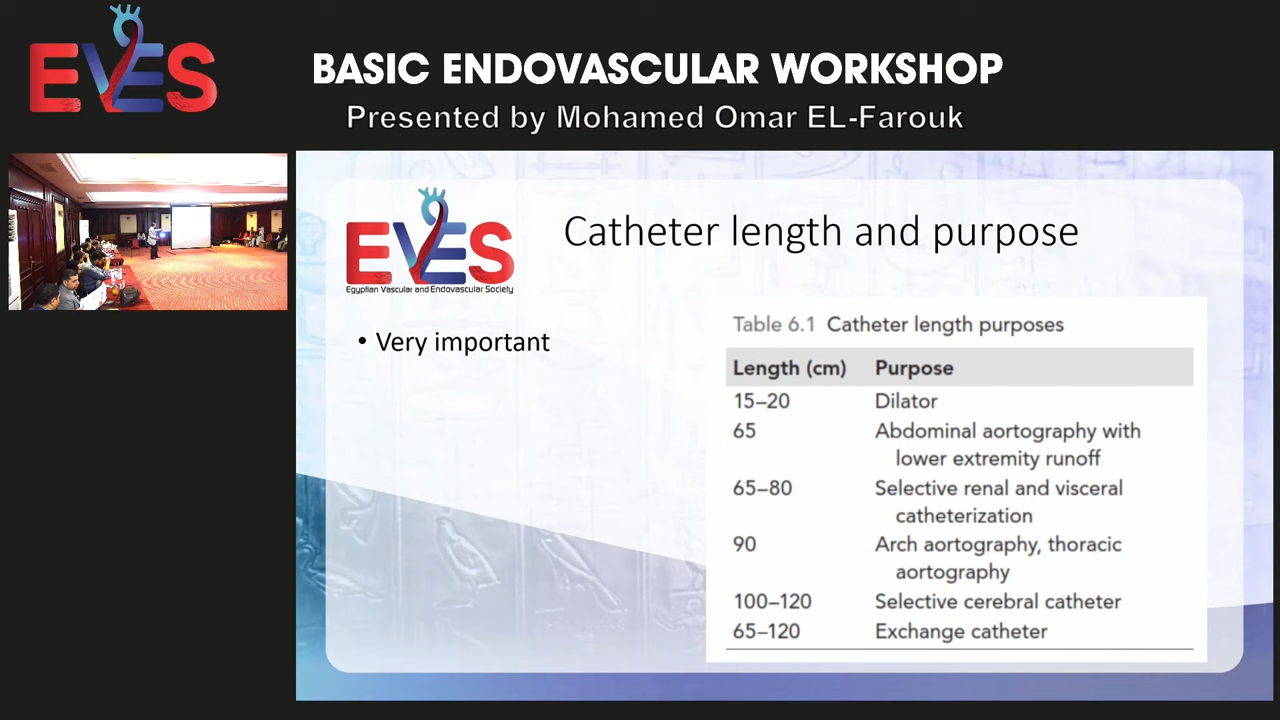 EVES
BASIC ENDOVASCULAR WORKSHOP
Presented by Mohamed Omar EL-Farouk
EVES
Egyptian Vascular and Endovascular Society
Catheter length and purpose
• Very important
Table 6.1 Catheter length purposes
Length (cm) Purpose
15–20 Dilator
65 Abdominal aortography with
lower extremity runoff
65–80 Selective renal and visceral
catheterization
90 Arch aortography, thoracic
aortography
100–120 Selective cerebral catheter
65–120 Exchange catheter